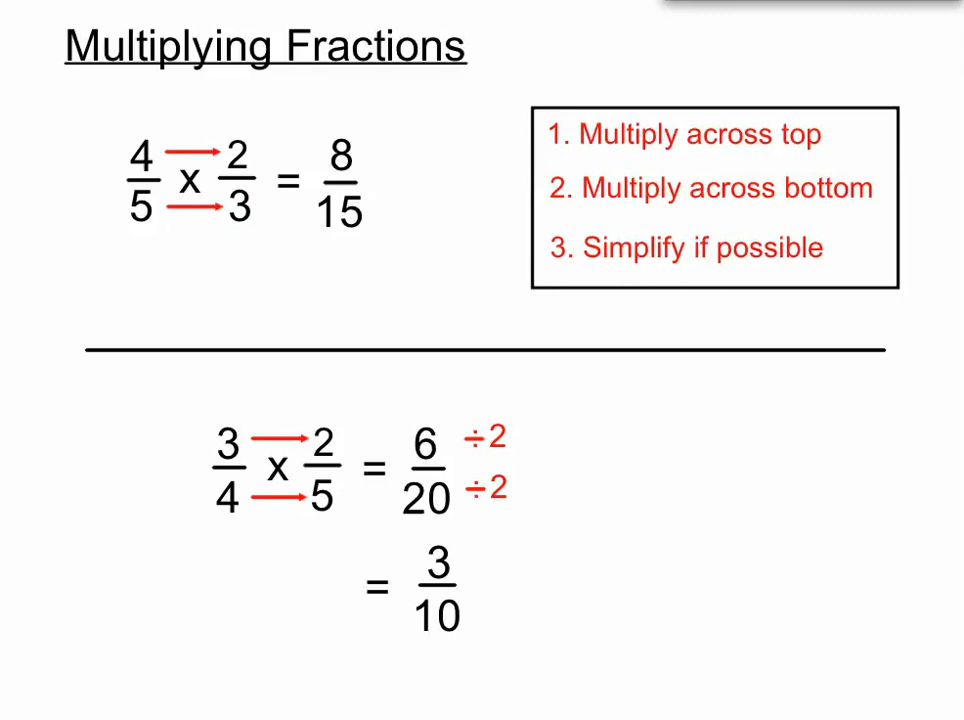 Multiplying Fractions
4/5 x 2/3 = 8/15
1. Multiply across top
2. Multiply across bottom
3. Simplify if possible
3/4 x 2/5 = 6/20 ÷2 ÷2
= 3/10